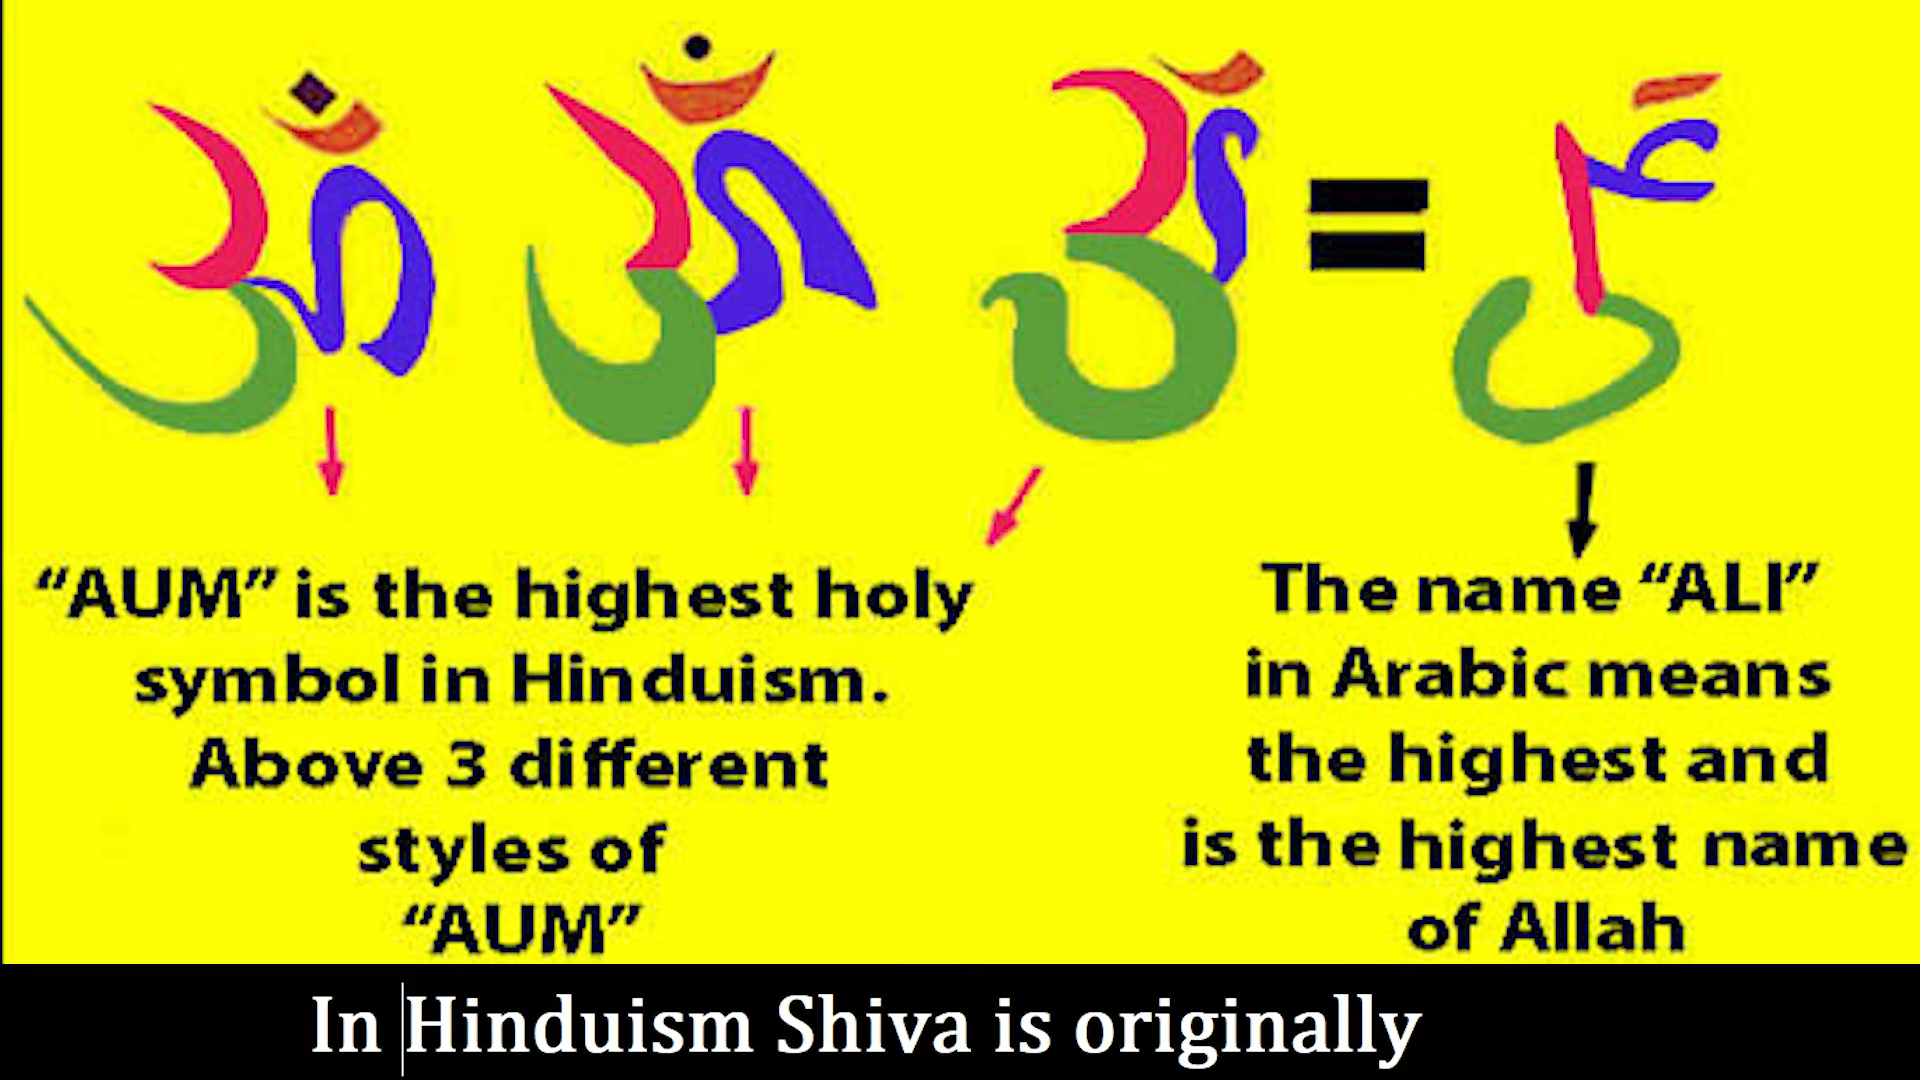 ॐ ॐ ॐ =
“AUM” is the highest holy
symbol in Hinduism.
Above 3 different
styles of
“AUM”
The name “ALI”
in Arabic means
the highest and
is the highest name
of Allah
In Hinduism Shiva is originally